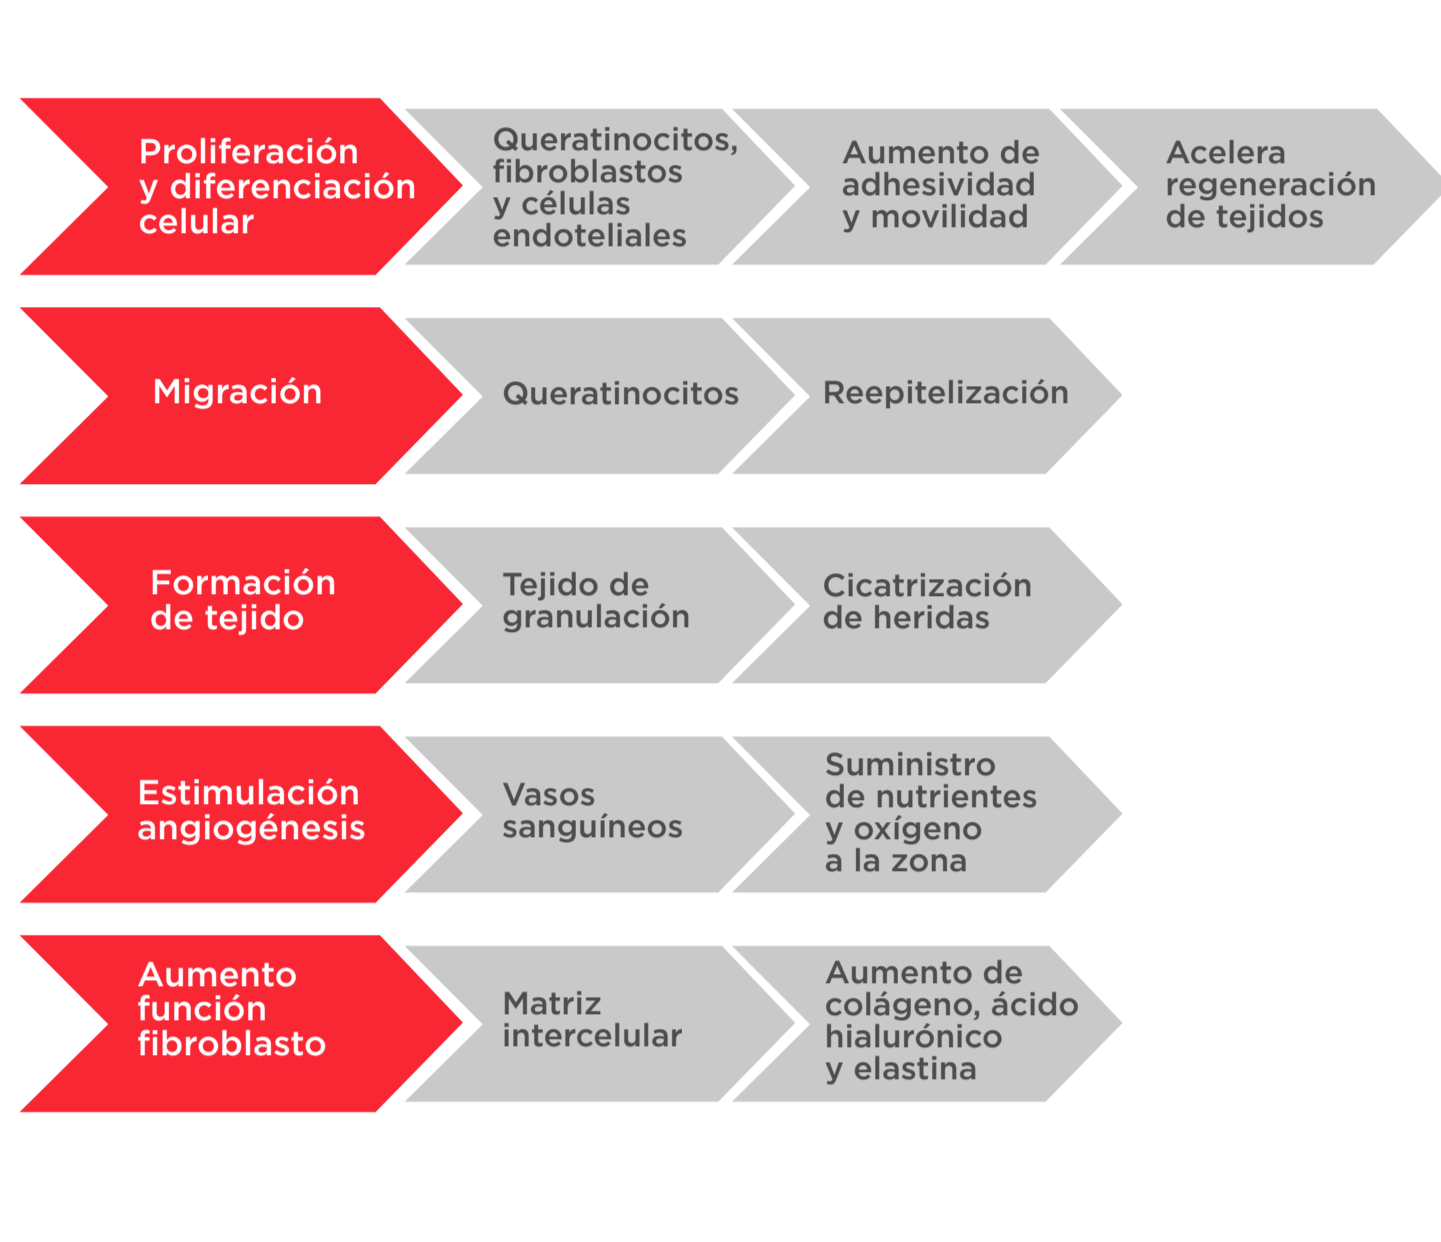 Proliferación
y diferenciación
celular
Queratinocitos,
fibroblastos
y células
endoteliales
Aumento de
adhesividad
y movilidad
Acelera
regeneración
de tejidos
Migración
Queratinocitos
Reepitelización
Formación
de tejido
Tejido de
granulación
Cicatrización
de heridas
Estimulación
angiogénesis
Vasos
sanguíneos
Suministro
de nutrientes
y oxígeno
a la zona
Aumento
función
fibroblasto
Matriz
intercelular
Aumento de
colágeno, ácido
hialurónico
y elastina